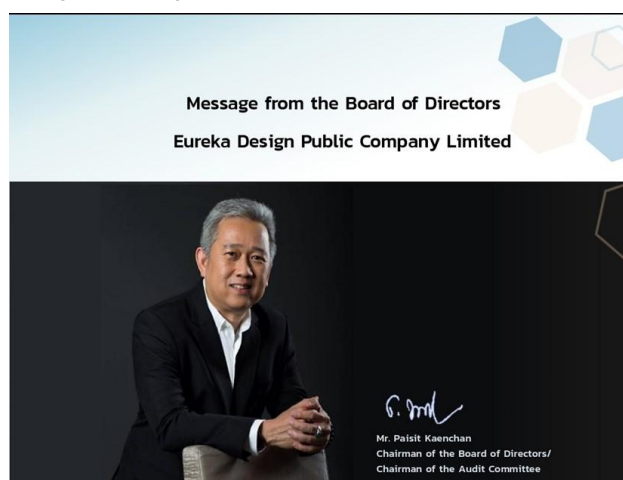 Message from the Board of Directors
Eureka Design Public Company Limited
Mr. Paisit Kaenchan
Chairman of the Board of Directors/
Chairman of the Audit Committee